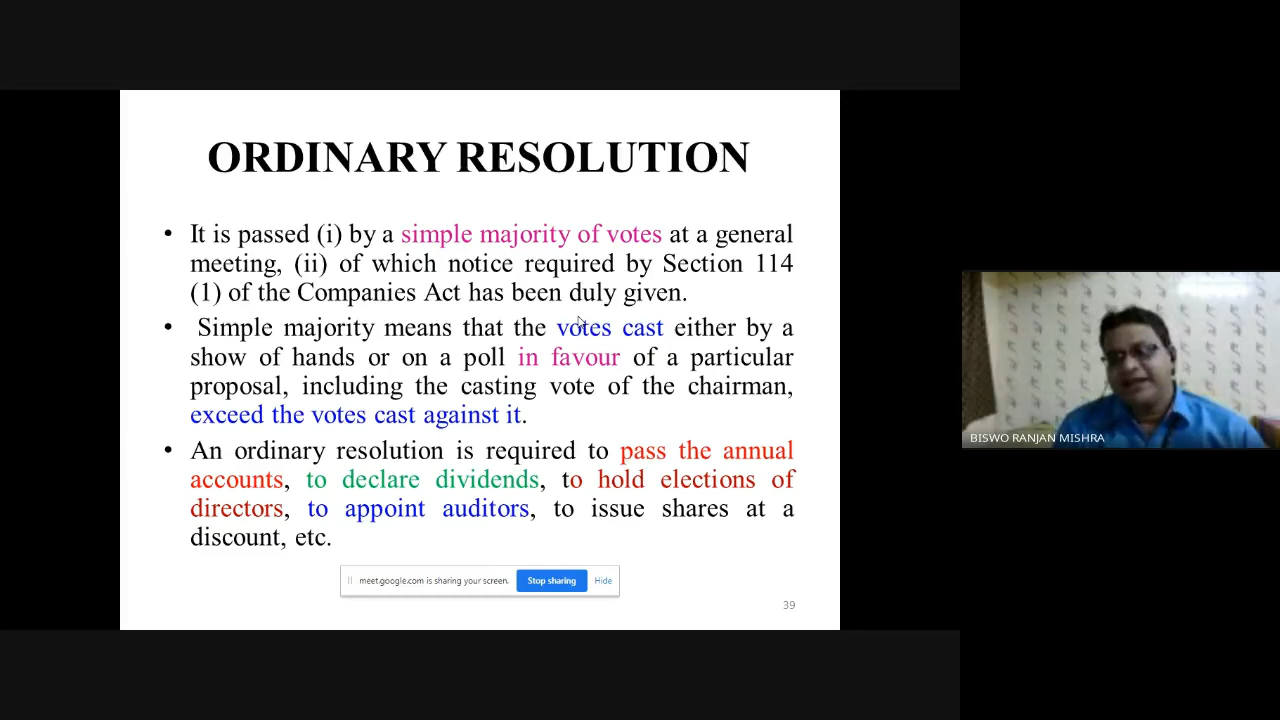 ORDINARY RESOLUTION
• It is passed (i) by a simple majority of votes at a general
meeting, (ii) of which notice required by Section 114
(1) of the Companies Act has been duly given.
• Simple majority means that the votes cast either by a
show of hands or on a poll in favour of a particular
proposal, including the casting vote of the chairman,
exceed the votes cast against it.
• An ordinary resolution is required to pass the annual
accounts, to declare dividends, to hold elections of
directors, to appoint auditors, to issue shares at a
discount, etc.
meet.google.com is sharing your screen. Stop sharing Hide
39
BISWO RANJAN MISHRA